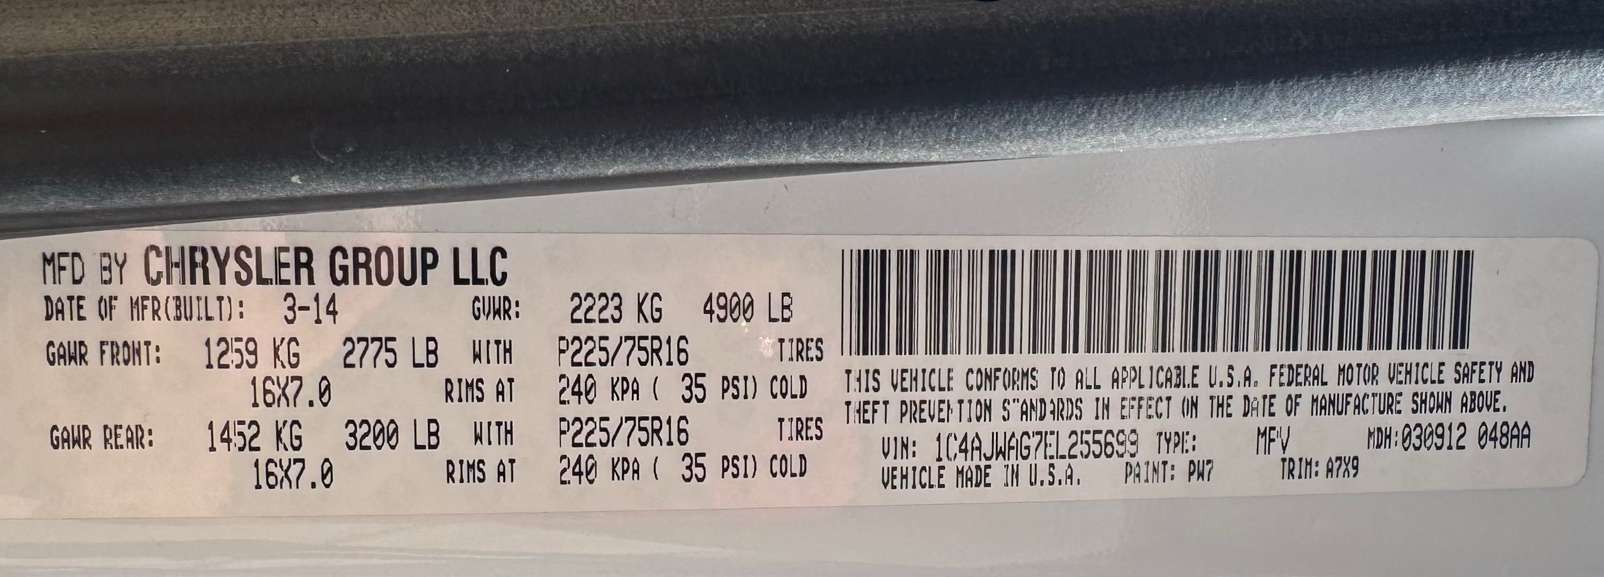 MFD BY CHRYSLER GROUP LLC
DATE OF MFR(BUILT): 3-14 GVWR: 2223 KG 4900 LB
GAWR FRONT: 1259 KG 2775 LB WITH P225/75R16 TIRES
16X7.0 RIMS AT 240 KPA ( 35 PSI) COLD
GAWR REAR: 1452 KG 3200 LB WITH P225/75R16 TIRES
16X7.0 RIMS AT 240 KPA ( 35 PSI) COLD
THIS VEHICLE CONFORMS TO ALL APPLICABLE U.S.A. FEDERAL MOTOR VEHICLE SAFETY AND
THEFT PREVENTION STANDARDS IN EFFECT ON THE DATE OF MANUFACTURE SHOWN ABOVE.
VIN: 1C4AJWAG7EL255699 TYPE: MPV MDH:030912 048AA
VEHICLE MADE IN U.S.A. PAINT: PW7 TRIM: A7X9